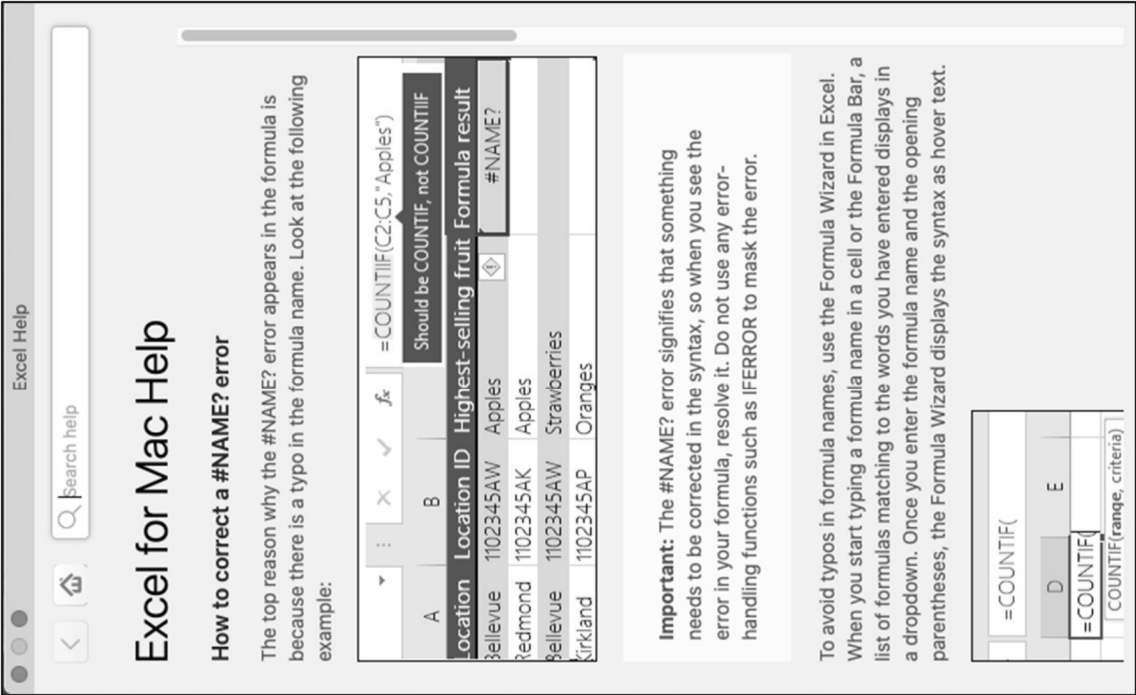 Excel Help
Search help
Excel for Mac Help
How to correct a #NAME? error
The top reason why the #NAME? error appears in the formula is
because there is a typo in the formula name. Look at the following
example:
fx =COUNTIIF(C2:C5,"Apples")
A B Should be COUNTIF, not COUNTIIF
Location Location ID Highest-selling fruit Formula result
Bellevue 1102345AW Apples #NAME?
Redmond 1102345AK Apples
Bellevue 1102345AW Strawberries
Kirkland 1102345AP Oranges
Important: The #NAME? error signifies that something
needs to be corrected in the syntax, so when you see the
error in your formula, resolve it. Do not use any error-
handling functions such as IFERROR to mask the error.
To avoid typos in formula names, use the Formula Wizard in Excel.
When you start typing a formula name in a cell or the Formula Bar, a
list of formulas matching to the words you have entered displays in
a dropdown. Once you enter the formula name and the opening
parentheses, the Formula Wizard displays the syntax as hover text.
=COUNTIF(
D E
=COUNTIF(
COUNTIF(range, criteria)